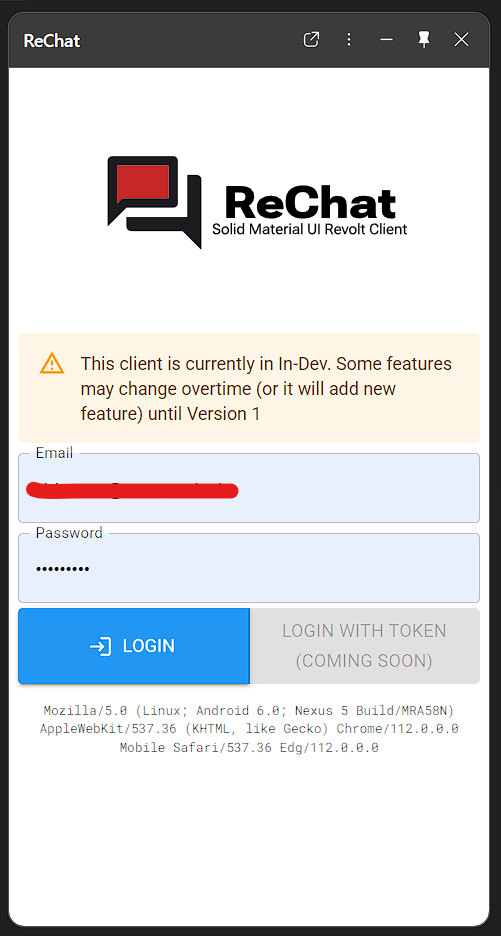 ReChat
ReChat
Solid Material UI Revolt Client
This client is currently in In-Dev. Some features
may change overtime (or it will add new
feature) until Version 1
Email
Password
•••••••••
LOGIN
LOGIN WITH TOKEN
(COMING SOON)
Mozilla/5.0 (Linux; Android 6.0; Nexus 5 Build/MRA58N)
AppleWebKit/537.36 (KHTML, like Gecko) Chrome/112.0.0.0
Mobile Safari/537.36 Edg/112.0.0.0